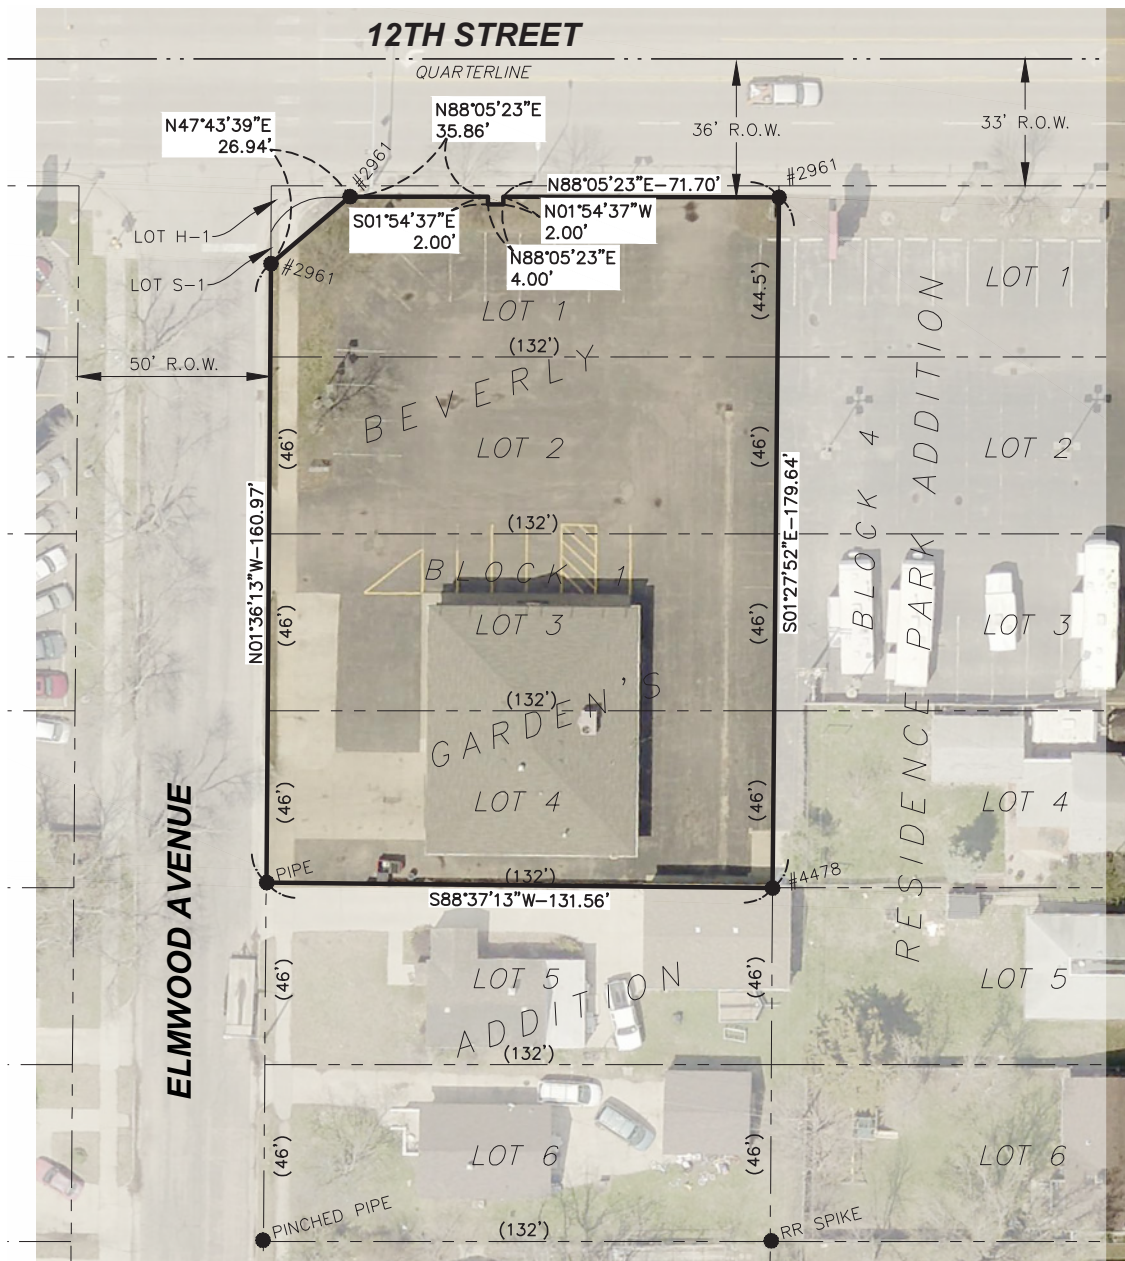 12TH STREET
QUARTERLINE
N88°05'23"E
35.86'
N47°43'39"E
26.94'
36' R.O.W.
33' R.O.W.
#2961
#2961
N88°05'23"E-71.70'
S01°54'37"E
2.00'
N01°54'37"W
2.00'
N88°05'23"E
4.00'
LOT H-1
LOT S-1
#2961
LOT 1
(44.5')
LOT 1
50' R.O.W.
(132')
BEVERLY
(46')
LOT 2
(46')
BLOCK 4
RESIDENCE PARK ADDITION
LOT 2
(132')
N01°36'13"W-160.97'
S01°27'52"E-179.64'
BLOCK 1
(46')
LOT 3
(46')
LOT 3
(132')
GARDEN'S
(46')
LOT 4
(46')
LOT 4
ELMWOOD AVENUE
PIPE
(132')
#4478
S88°37'13"W-131.56'
(46')
LOT 5
(46')
LOT 5
ADDITION
(132')
(46')
LOT 6
(46')
LOT 6
PINCHED PIPE
(132')
RR SPIKE